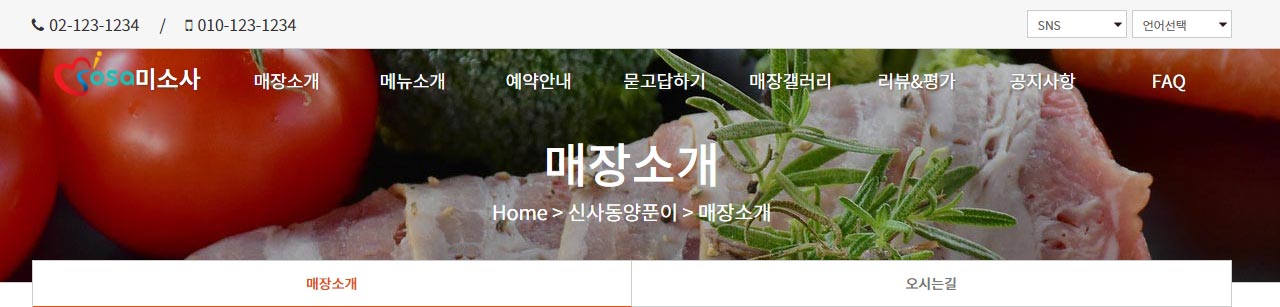 02-123-1234 / 010-123-1234 SNS 언어선택
Mosa미소사 매장소개 메뉴소개 예약안내 묻고답하기 매장갤러리 리뷰&평가 공지사항 FAQ
매장소개
Home > 신사동양푼이 > 매장소개
매장소개 오시는길